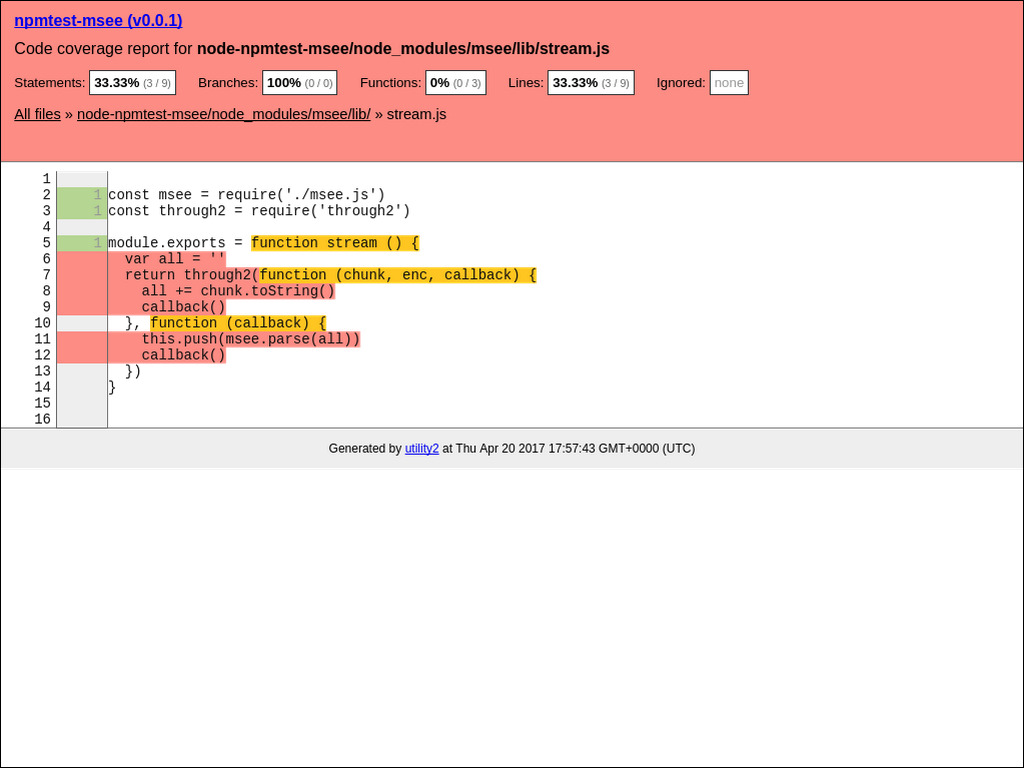 npmtest-msee (v0.0.1)
Code coverage report for node-npmtest-msee/node_modules/msee/lib/stream.js
Statements: 33.33% (3 / 9) Branches: 100% (0 / 0) Functions: 0% (0 / 3) Lines: 33.33% (3 / 9) Ignored: none
All files » node-npmtest-msee/node_modules/msee/lib/ » stream.js
1
2 1 const msee = require('./msee.js')
3 1 const through2 = require('through2')
4
5 1 module.exports = function stream () {
6   var all = ''
7   return through2(function (chunk, enc, callback) {
8     all += chunk.toString()
9     callback()
10   }, function (callback) {
11     this.push(msee.parse(all))
12     callback()
13   })
14 }
15
16
Generated by utility2 at Thu Apr 20 2017 17:57:43 GMT+0000 (UTC)